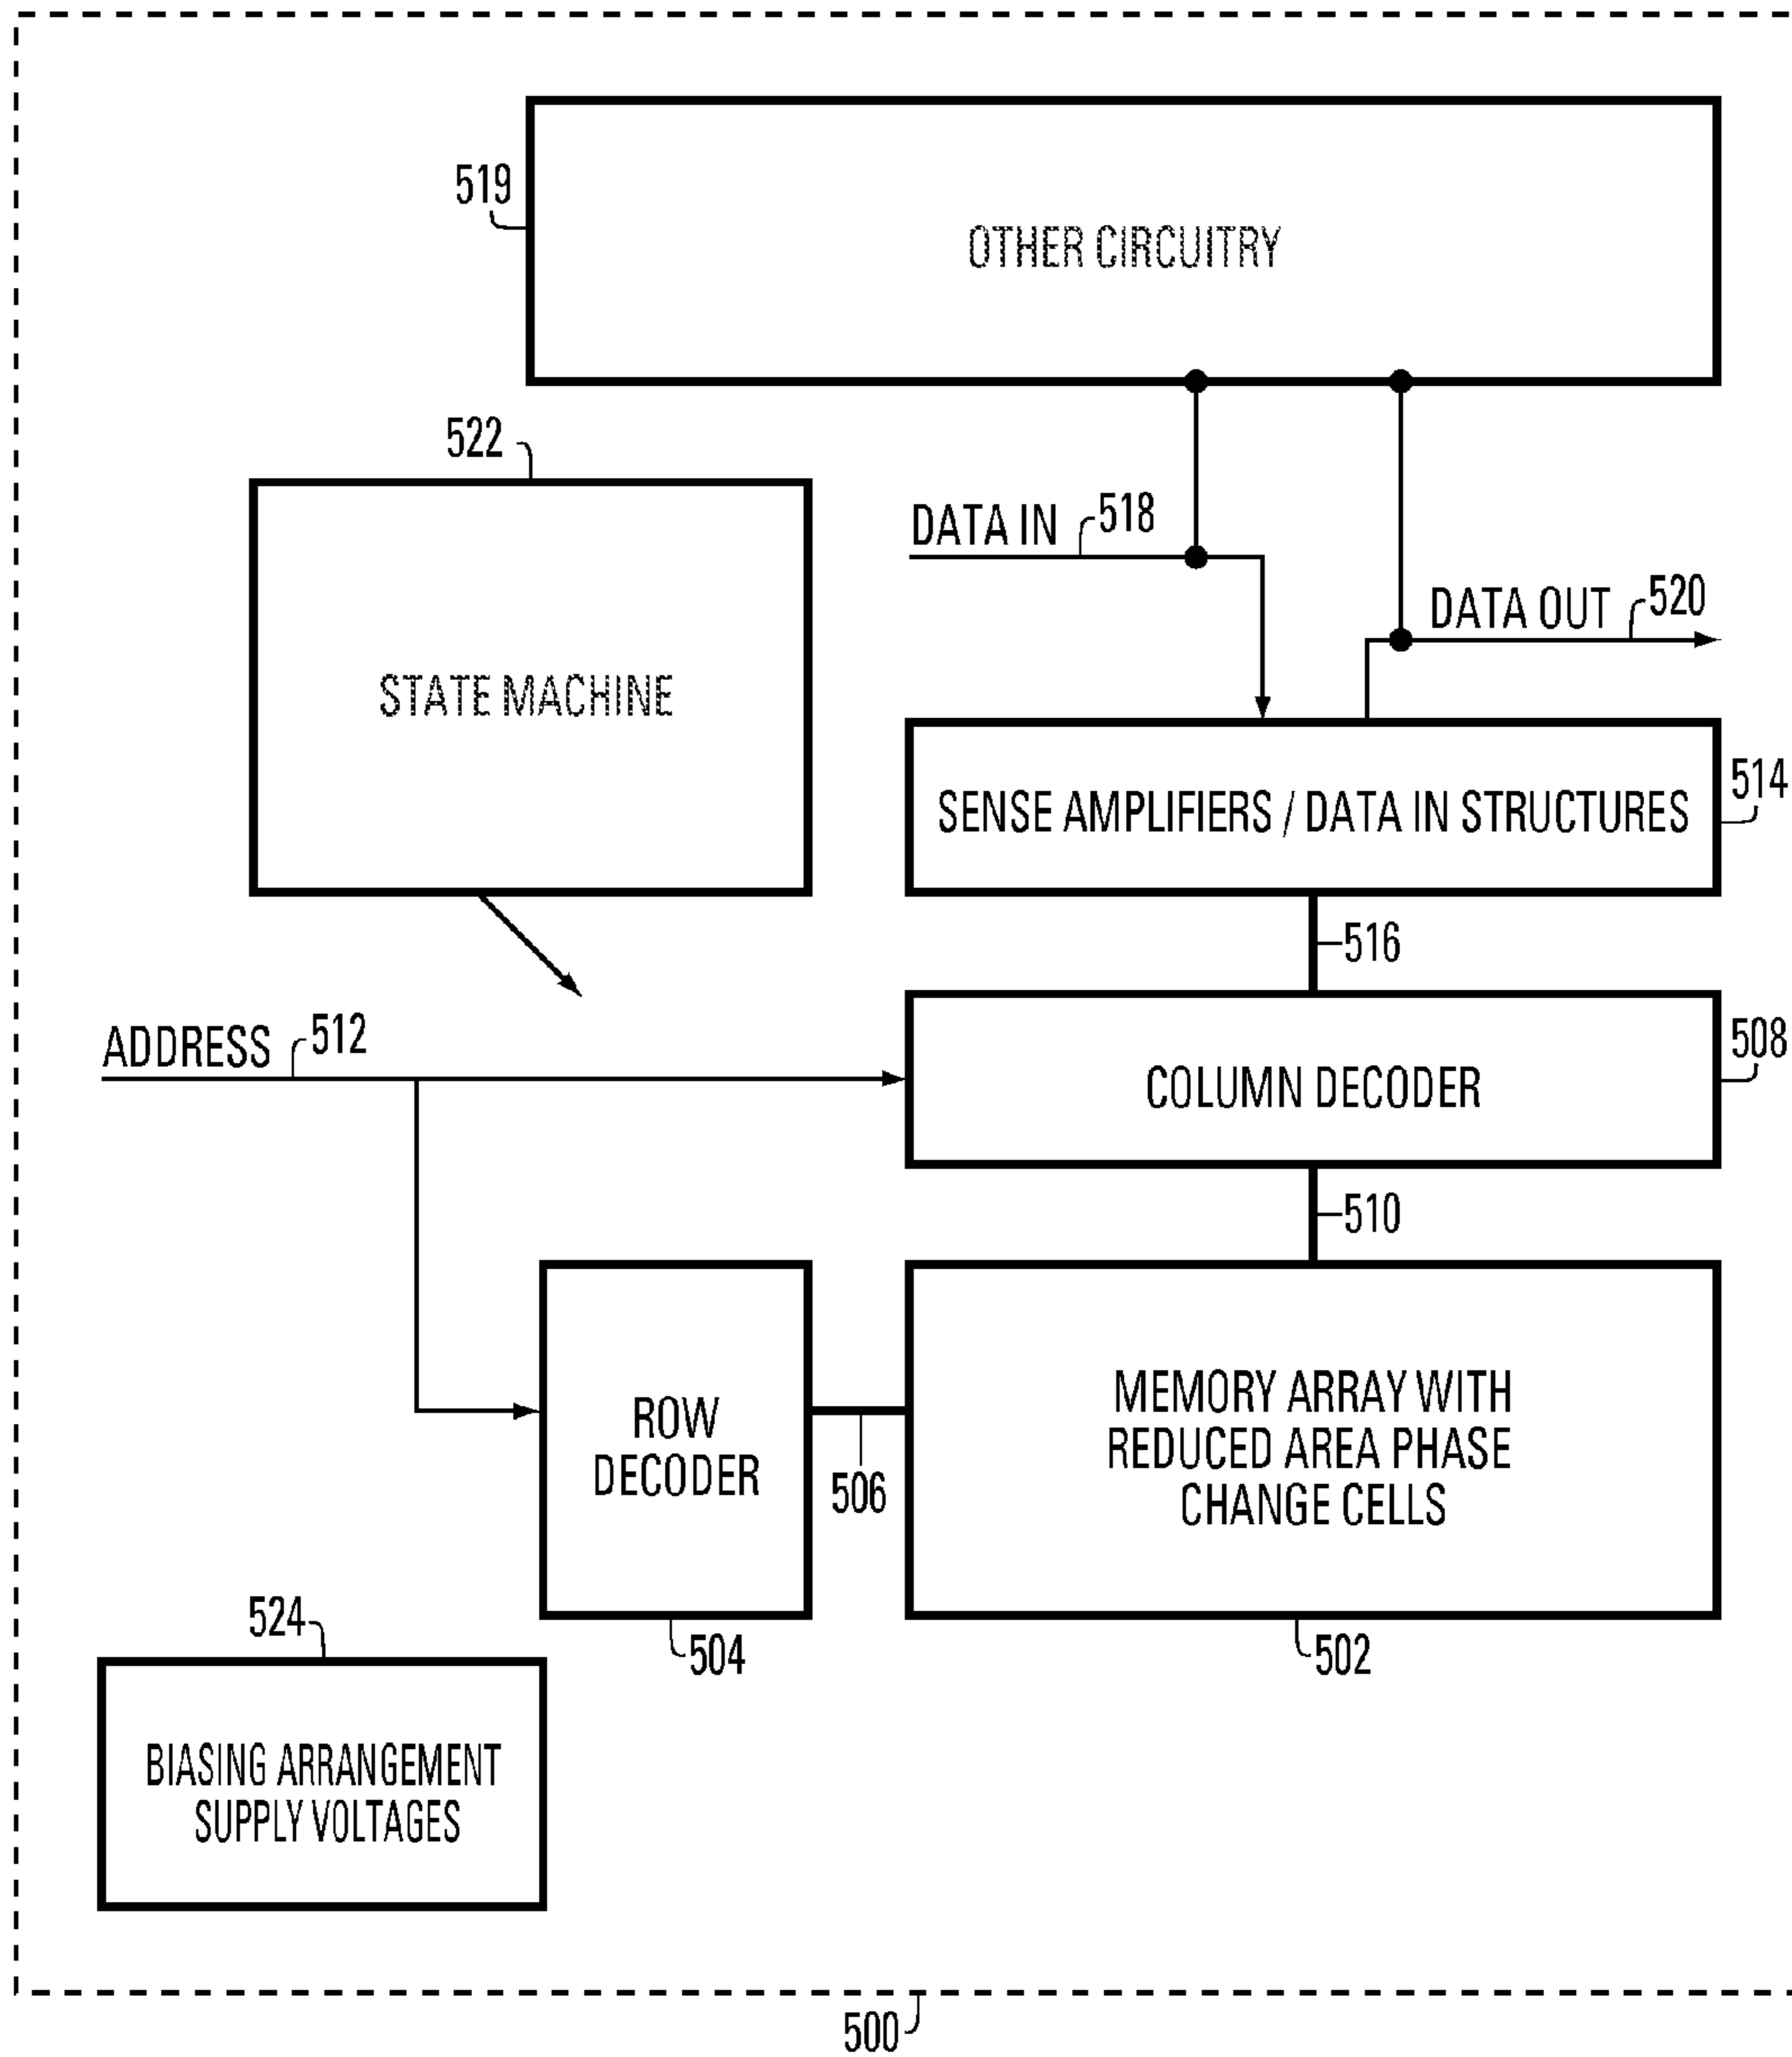 519
OTHER CIRCUITRY
522
DATA IN
518
DATA OUT
520
STATE MACHINE
SENSE AMPLIFIERS / DATA IN STRUCTURES
514
516
ADDRESS
512
COLUMN DECODER
508
510
ROW
DECODER
506
MEMORY ARRAY WITH
REDUCED AREA PHASE
CHANGE CELLS
524
504
502
BIASING ARRANGEMENT
SUPPLY VOLTAGES
500